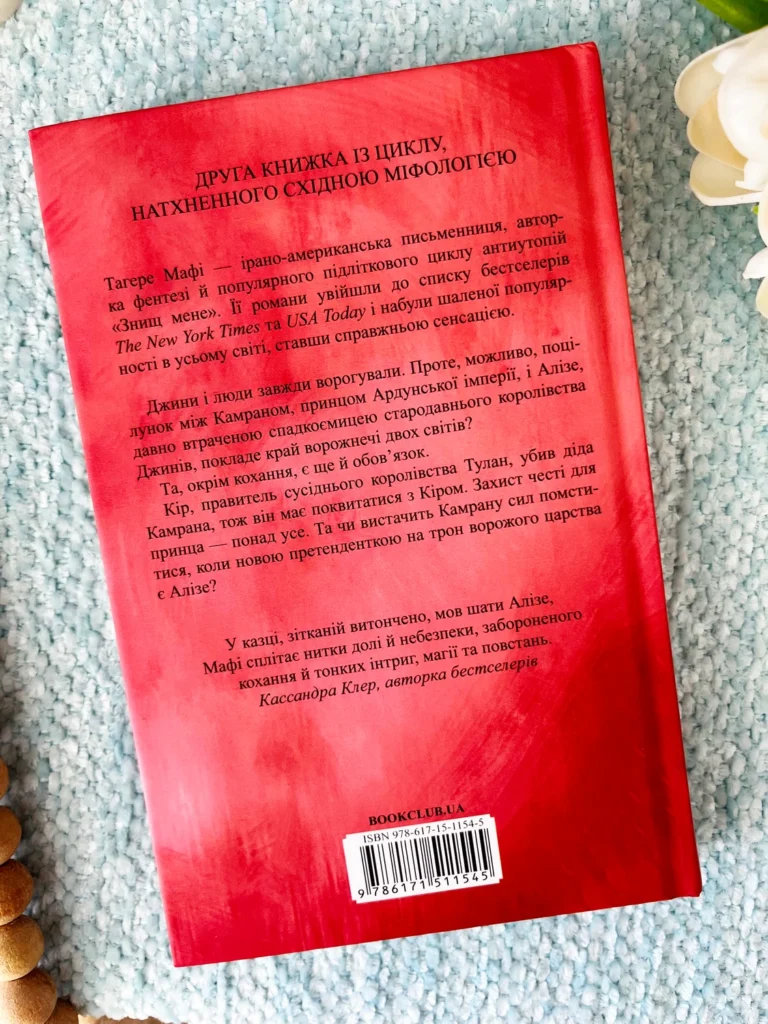 ДРУГА КНИЖКА ІЗ ЦИКЛУ,
НАТХНЕННОГО СХІДНОЮ МІФОЛОГІЄЮ
Тагере Мафі — ірано-американська письменниця, автор-
ка фентезі й популярного підліткового циклу антиутопій
«Знищ мене». Її романи увійшли до списку бестселерів
The New York Times та USA Today і набули шаленої популяр-
ності в усьому світі, ставши справжньою сенсацією.
Джини і люди завжди ворогували. Проте, можливо, поці-
лунок між Камраном, принцом Ардунської імперії, і Алізе,
давно втраченою спадкоємицею стародавнього королівства
Джинів, покладе край ворожнечі двох світів?
Та, окрім кохання, є ще й обов’язок.
Кір, правитель сусіднього королівства Тулан, убив діда
Камрана, тож він має поквитатися з Кіром. Захист честі для
принца — понад усе. Та чи вистачить Камрану сил помсти-
тися, коли новою претенденткою на трон ворожого царства
є Алізе?
У казці, зітканій витончено, мов шати Алізе,
Мафі сплітає нитки долі й небезпеки, забороненого
кохання й тонких інтриг, магії та повстань.
Кассандра Клер, авторка бестселерів
BOOKCLUB.UA
ISBN 978-617-15-1154-5
9 786171 511545